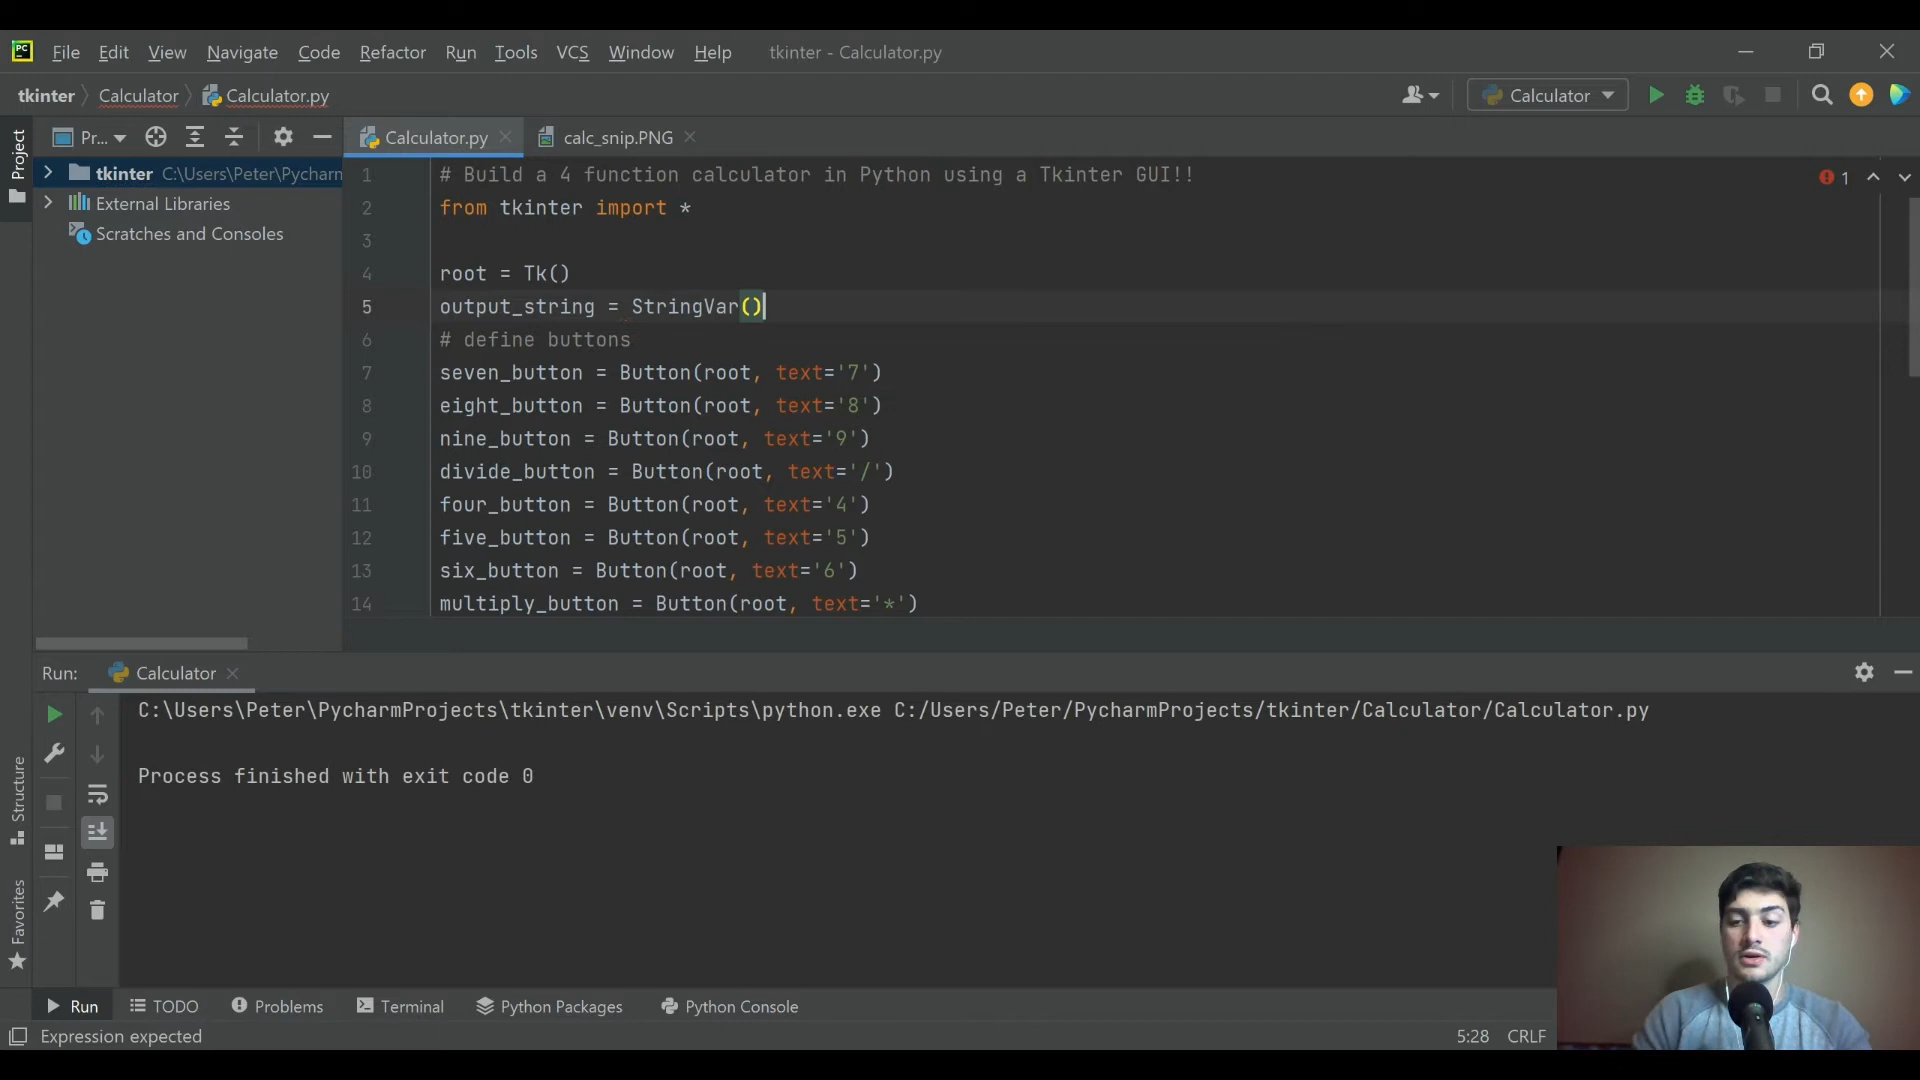 PC File Edit View Navigate Code Refactor Run Tools VCS Window Help tkinter - Calculator.py
tkinter Calculator Calculator.py Calculator
Project
Pr... Calculator.py calc_snip.PNG
tkinter C:\Users\Peter\Pycharm
External Libraries
Scratches and Consoles
1 # Build a 4 function calculator in Python using a Tkinter GUI!! 1
2 from tkinter import *
3
4 root = Tk()
5 output_string = StringVar()
6 # define buttons
7 seven_button = Button(root, text='7')
8 eight_button = Button(root, text='8')
9 nine_button = Button(root, text='9')
10 divide_button = Button(root, text='/')
11 four_button = Button(root, text='4')
12 five_button = Button(root, text='5')
13 six_button = Button(root, text='6')
14 multiply_button = Button(root, text='*')
Run: Calculator
C:\Users\Peter\PycharmProjects\tkinter\venv\Scripts\python.exe C:/Users/Peter/PycharmProjects/tkinter/Calculator/Calculator.py
Process finished with exit code 0
Structure
Favorites
Run TODO Problems Terminal Python Packages Python Console
Expression expected 5:28 CRLF